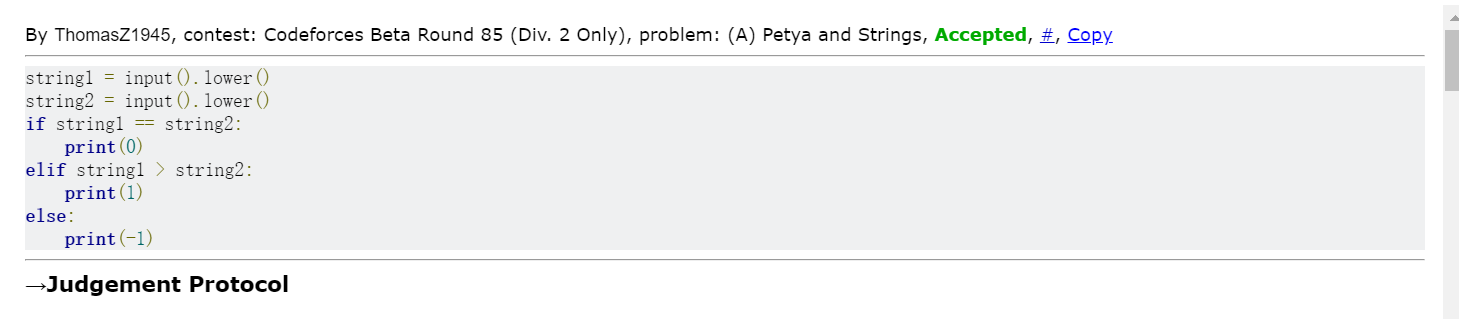 By ThomasZ1945, contest: Codeforces Beta Round 85 (Div. 2 Only), problem: (A) Petya and Strings, Accepted, #, Copy
string1 = input().lower()
string2 = input().lower()
if string1 == string2:
    print(0)
elif string1 > string2:
    print(1)
else:
    print(-1)
→Judgement Protocol